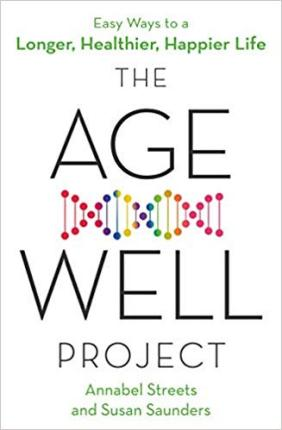 Easy Ways to a
Longer, Healthier, Happier Life
THE
AGE
WELL
PROJECT
Annabel Streets
and Susan Saunders